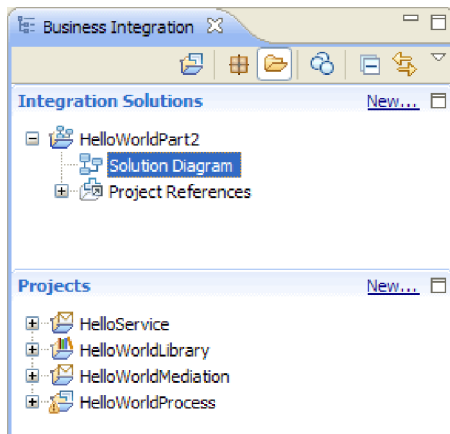 Business Integration
Integration Solutions New...
HelloWorldPart2
Solution Diagram
Project References
Projects New...
HelloService
HelloWorldLibrary
HelloWorldMediation
HelloWorldProcess